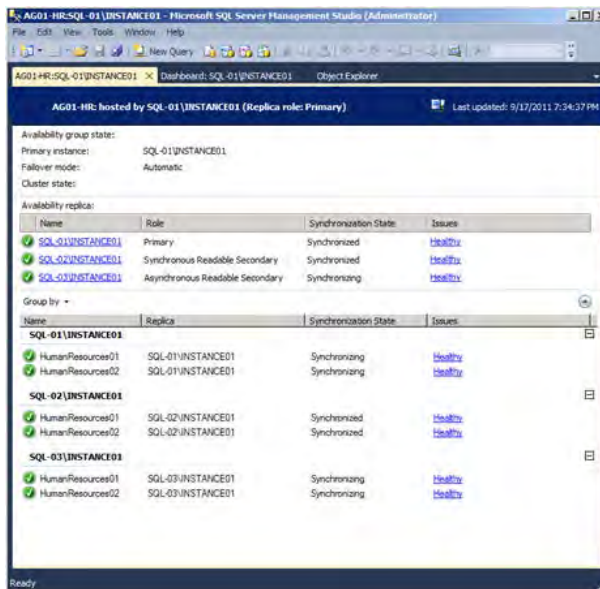 AG01-HR:SQL-01\INSTANCE01 - Microsoft SQL Server Management Studio (Administrator)
File Edit View Tools Window Help
New Query
AG01-HR:SQL-01\INSTANCE01 Dashboard: SQL-01\INSTANCE01 Object Explorer
AG01-HR: hosted by SQL-01\INSTANCE01 (Replica role: Primary) Last updated: 9/17/2011 7:34:37 PM
Availability group state:
Primary instance: SQL-01\INSTANCE01
Failover mode: Automatic
Cluster state:
Availability replica:
Name Role Synchronization State Issues
SQL-01\INSTANCE01 Primary Synchronized Healthy
SQL-02\INSTANCE01 Synchronous Readable Secondary Synchronized Healthy
SQL-03\INSTANCE01 Asynchronous Readable Secondary Synchronizing Healthy
Group by
Name Replica Synchronization State Issues
SQL-01\INSTANCE01
HumanResources01 SQL-01\INSTANCE01 Synchronizing Healthy
HumanResources02 SQL-01\INSTANCE01 Synchronizing Healthy
SQL-02\INSTANCE01
HumanResources01 SQL-02\INSTANCE01 Synchronized Healthy
HumanResources02 SQL-02\INSTANCE01 Synchronized Healthy
SQL-03\INSTANCE01
HumanResources01 SQL-03\INSTANCE01 Synchronizing Healthy
HumanResources02 SQL-03\INSTANCE01 Synchronizing Healthy
Ready